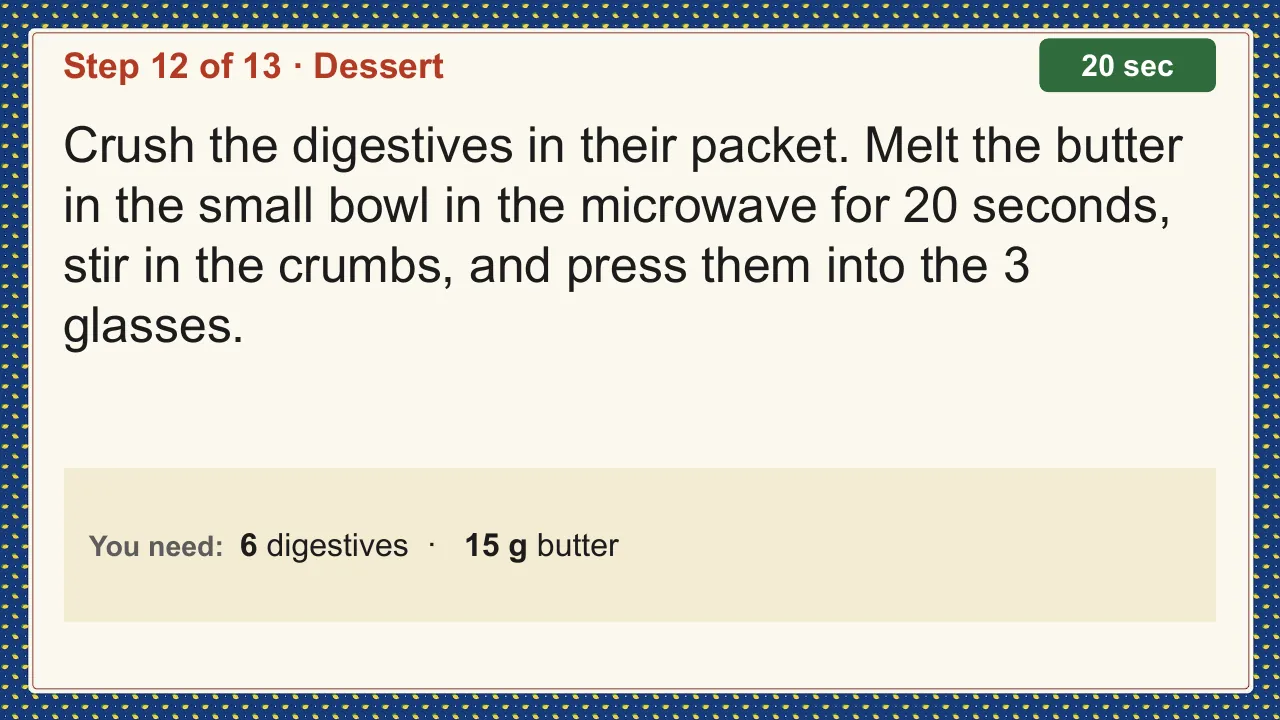 Step 12 of 13 · Dessert
20 sec
Crush the digestives in their packet. Melt the butter
in the small bowl in the microwave for 20 seconds,
stir in the crumbs, and press them into the 3
glasses.
You need: 6 digestives · 15 g butter